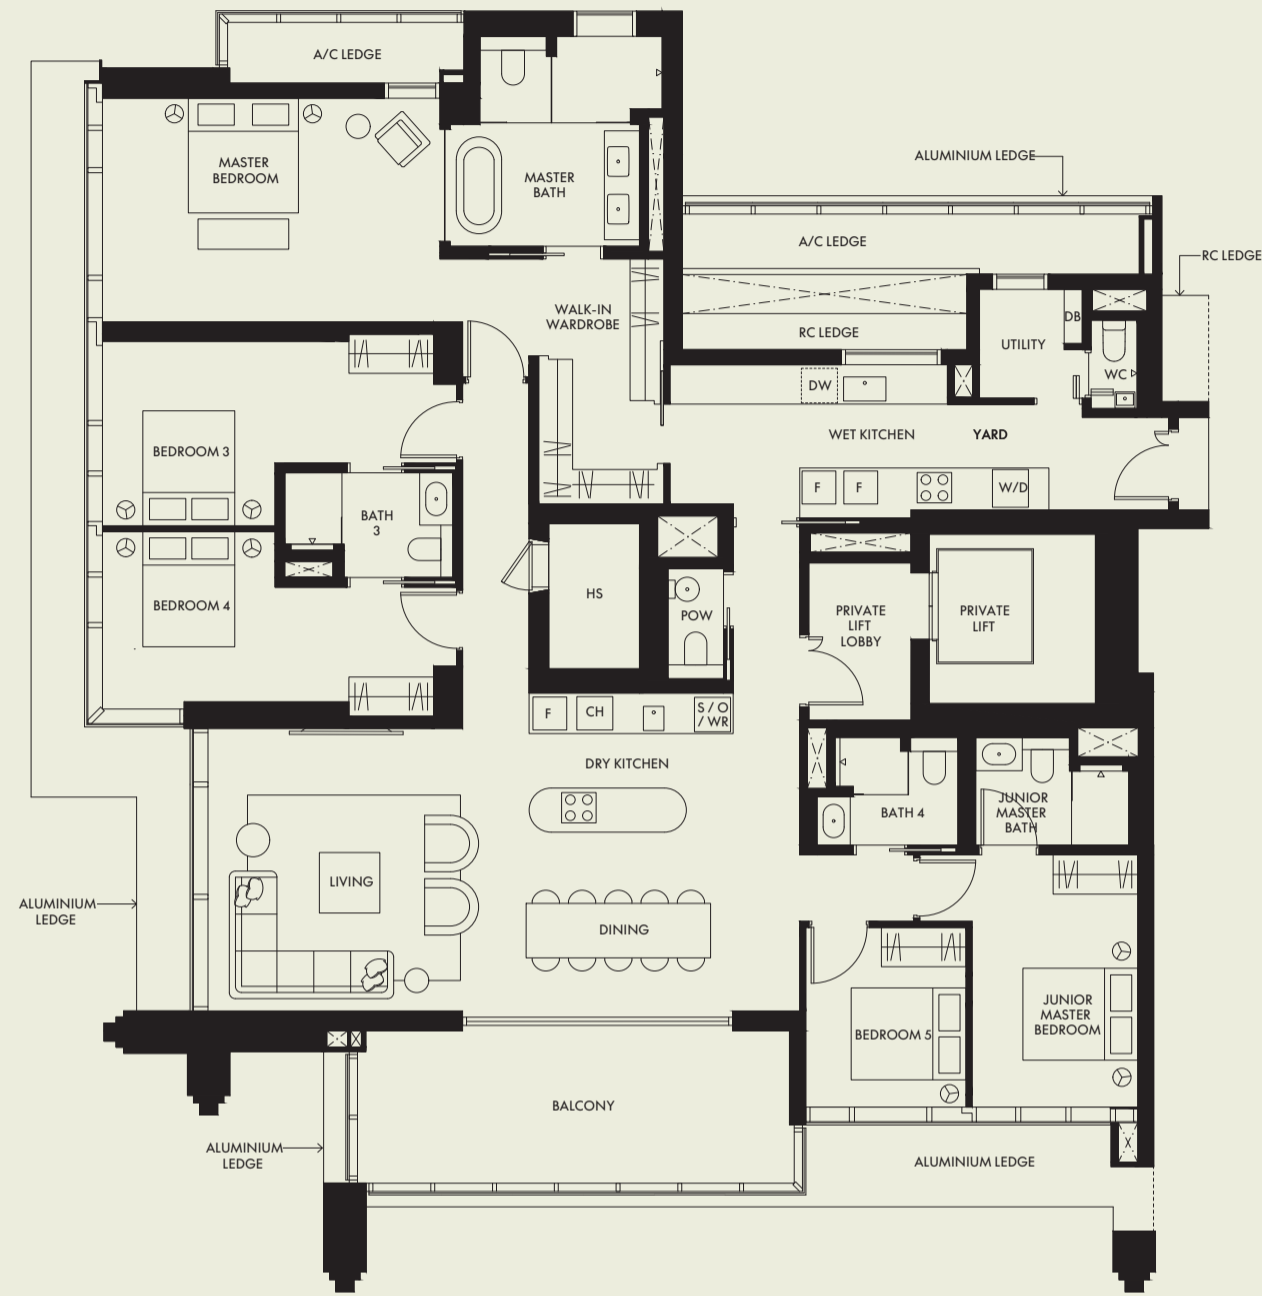 A/C LEDGE
MASTER
BEDROOM
MASTER
BATH
ALUMINIUM LEDGE
A/C LEDGE
RC LEDGE
WALK-IN
WARDROBE
RC LEDGE
DB
UTILITY
WC
DW
WET KITCHEN
YARD
BEDROOM 3
F
F
W/D
BATH
3
BEDROOM 4
HS
POW
PRIVATE
LIFT
LOBBY
PRIVATE
LIFT
F
CH
S / O
/ WR
DRY KITCHEN
BATH 4
JUNIOR
MASTER
BATH
LIVING
ALUMINIUM
LEDGE
DINING
JUNIOR
MASTER
BEDROOM
BEDROOM 5
BALCONY
ALUMINIUM
LEDGE
ALUMINIUM LEDGE